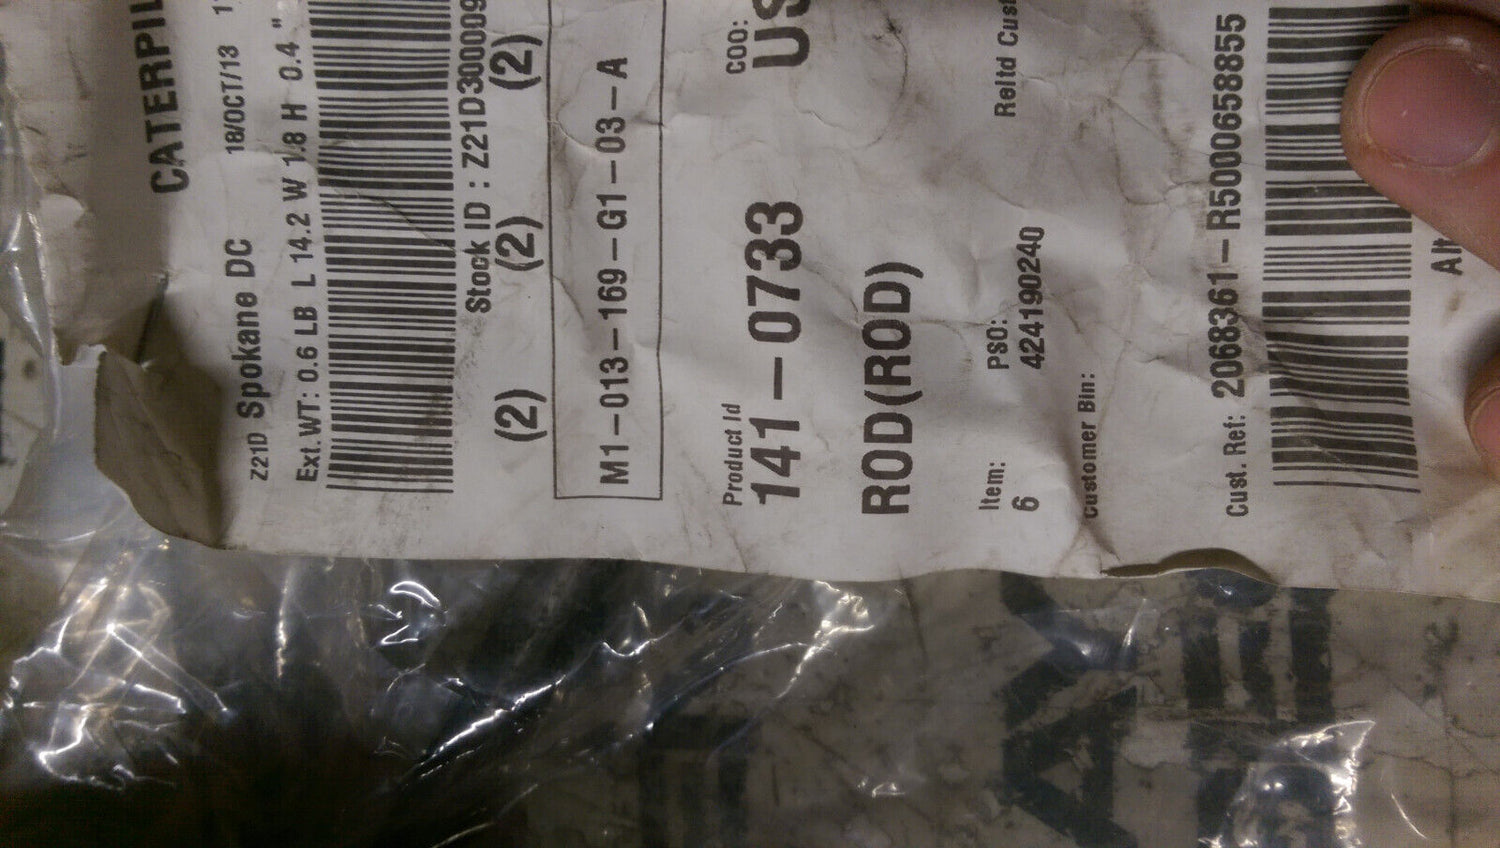 CATERPIL
Z21D Spokane DC 18/OCT/13
Ext. WT: 0.6 LB L 14.2 W 1.8 H 0.4 "
Stock ID : Z21D300009
(2) (2) (2)
M1-013-169-G1-03-A
Product Id COO:
141-0733 US
ROD(ROD)
Item: PSO: Reltd Cust
6 424190240
Customer Bin:
Cust. Ref: 2068361-R5000658855